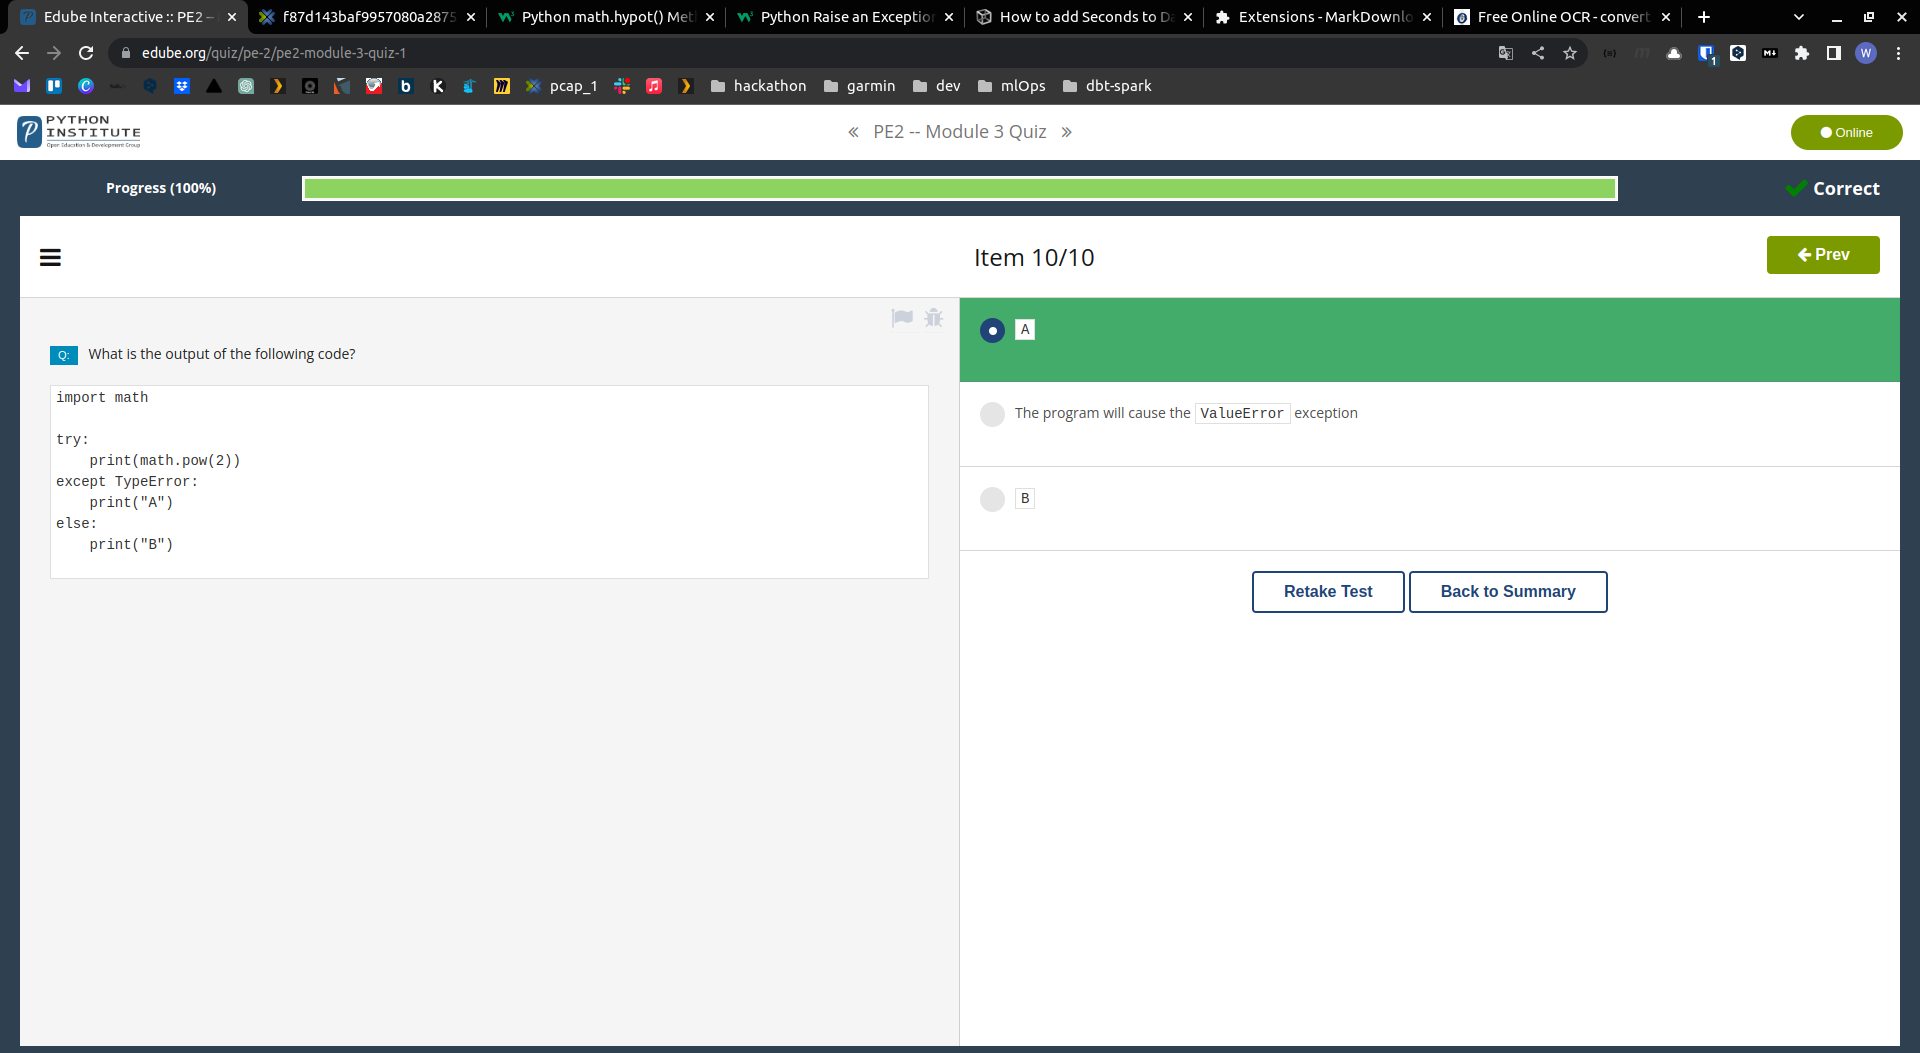 Edube Interactive :: PE2 –
f87d143baf9957080a2875
Python math.hypot() Met
Python Raise an Exception
How to add Seconds to Da
Extensions - MarkDownlo
Free Online OCR - convert
edube.org/quiz/pe-2/pe2-module-3-quiz-1
pcap_1 hackathon garmin dev mlOps dbt-spark
PYTHON
INSTITUTE
Open Education & Development Group
« PE2 -- Module 3 Quiz »
Online
Progress (100%)
Correct
Item 10/10
Prev
Q: What is the output of the following code?
import math
try:
    print(math.pow(2))
except TypeError:
    print("A")
else:
    print("B")
A
The program will cause the ValueError exception
B
Retake Test
Back to Summary